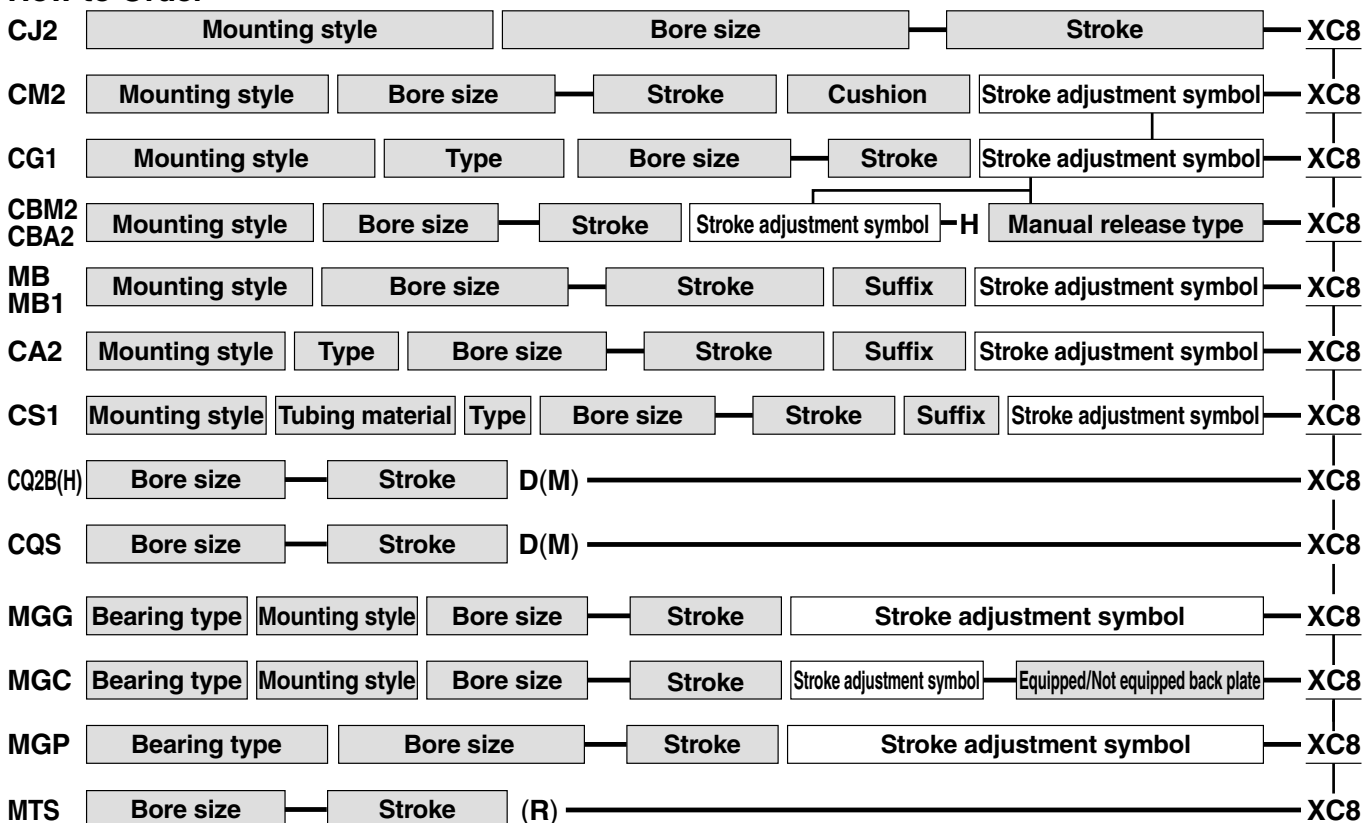 CJ2 Mounting style Bore size Stroke XC8
CM2 Mounting style Bore size Stroke Cushion Stroke adjustment symbol XC8
CG1 Mounting style Type Bore size Stroke Stroke adjustment symbol XC8
CBM2
CBA2 Mounting style Bore size Stroke Stroke adjustment symbol H Manual release type XC8
MB
MB1 Mounting style Bore size Stroke Suffix Stroke adjustment symbol XC8
CA2 Mounting style Type Bore size Stroke Suffix Stroke adjustment symbol XC8
CS1 Mounting style Tubing material Type Bore size Stroke Suffix Stroke adjustment symbol XC8
CQ2B(H) Bore size Stroke D(M) XC8
CQS Bore size Stroke D(M) XC8
MGG Bearing type Mounting style Bore size Stroke Stroke adjustment symbol XC8
MGC Bearing type Mounting style Bore size Stroke Stroke adjustment symbol Equipped/Not equipped back plate XC8
MGP Bearing type Bore size Stroke Stroke adjustment symbol XC8
MTS Bore size Stroke (R) XC8